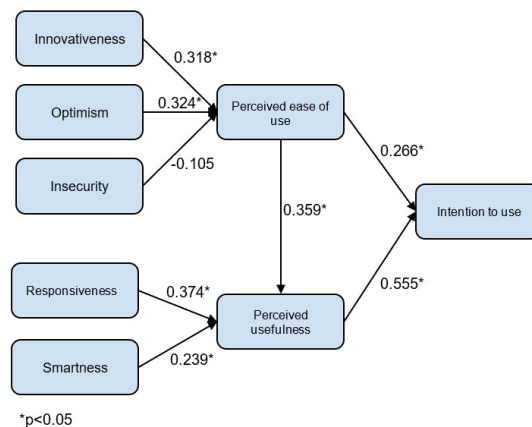 Innovativeness
0.318*
Optimism
0.324*
Perceived ease of
use
Insecurity
-0.105
0.266*
0.359*
Intention to use
Responsiveness
0.374*
0.555*
Perceived
usefulness
Smartness
0.239*
*p<0.05